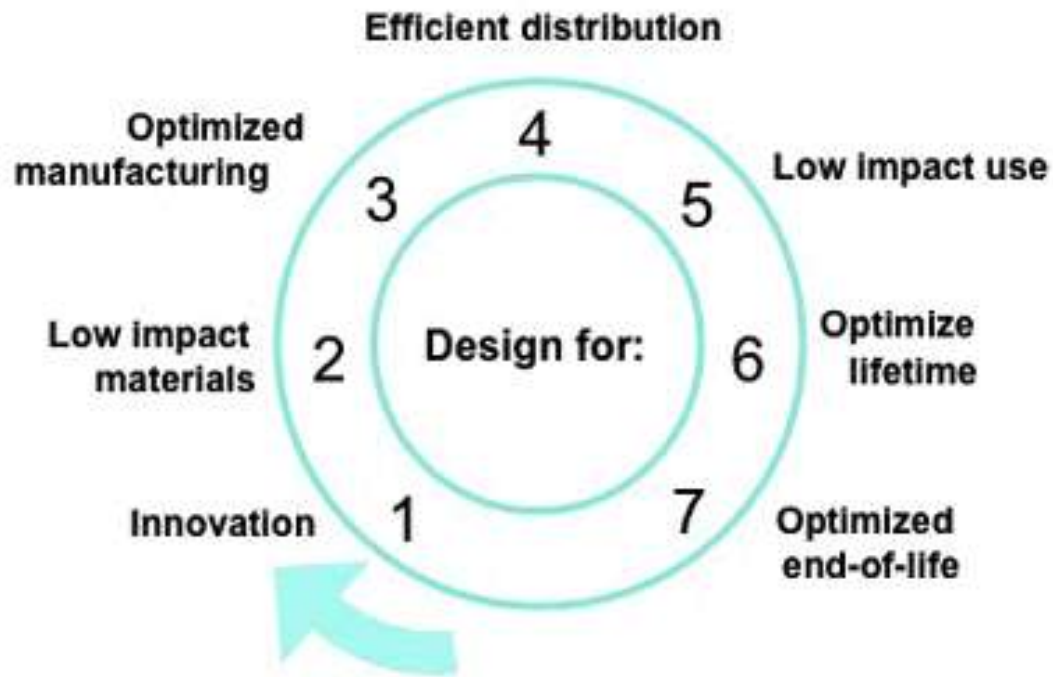 Efficient distribution
4
Optimized
manufacturing
3
5
Low impact use
Low impact
materials
2
Design for:
6
Optimize
lifetime
Innovation
1
7
Optimized
end-of-life